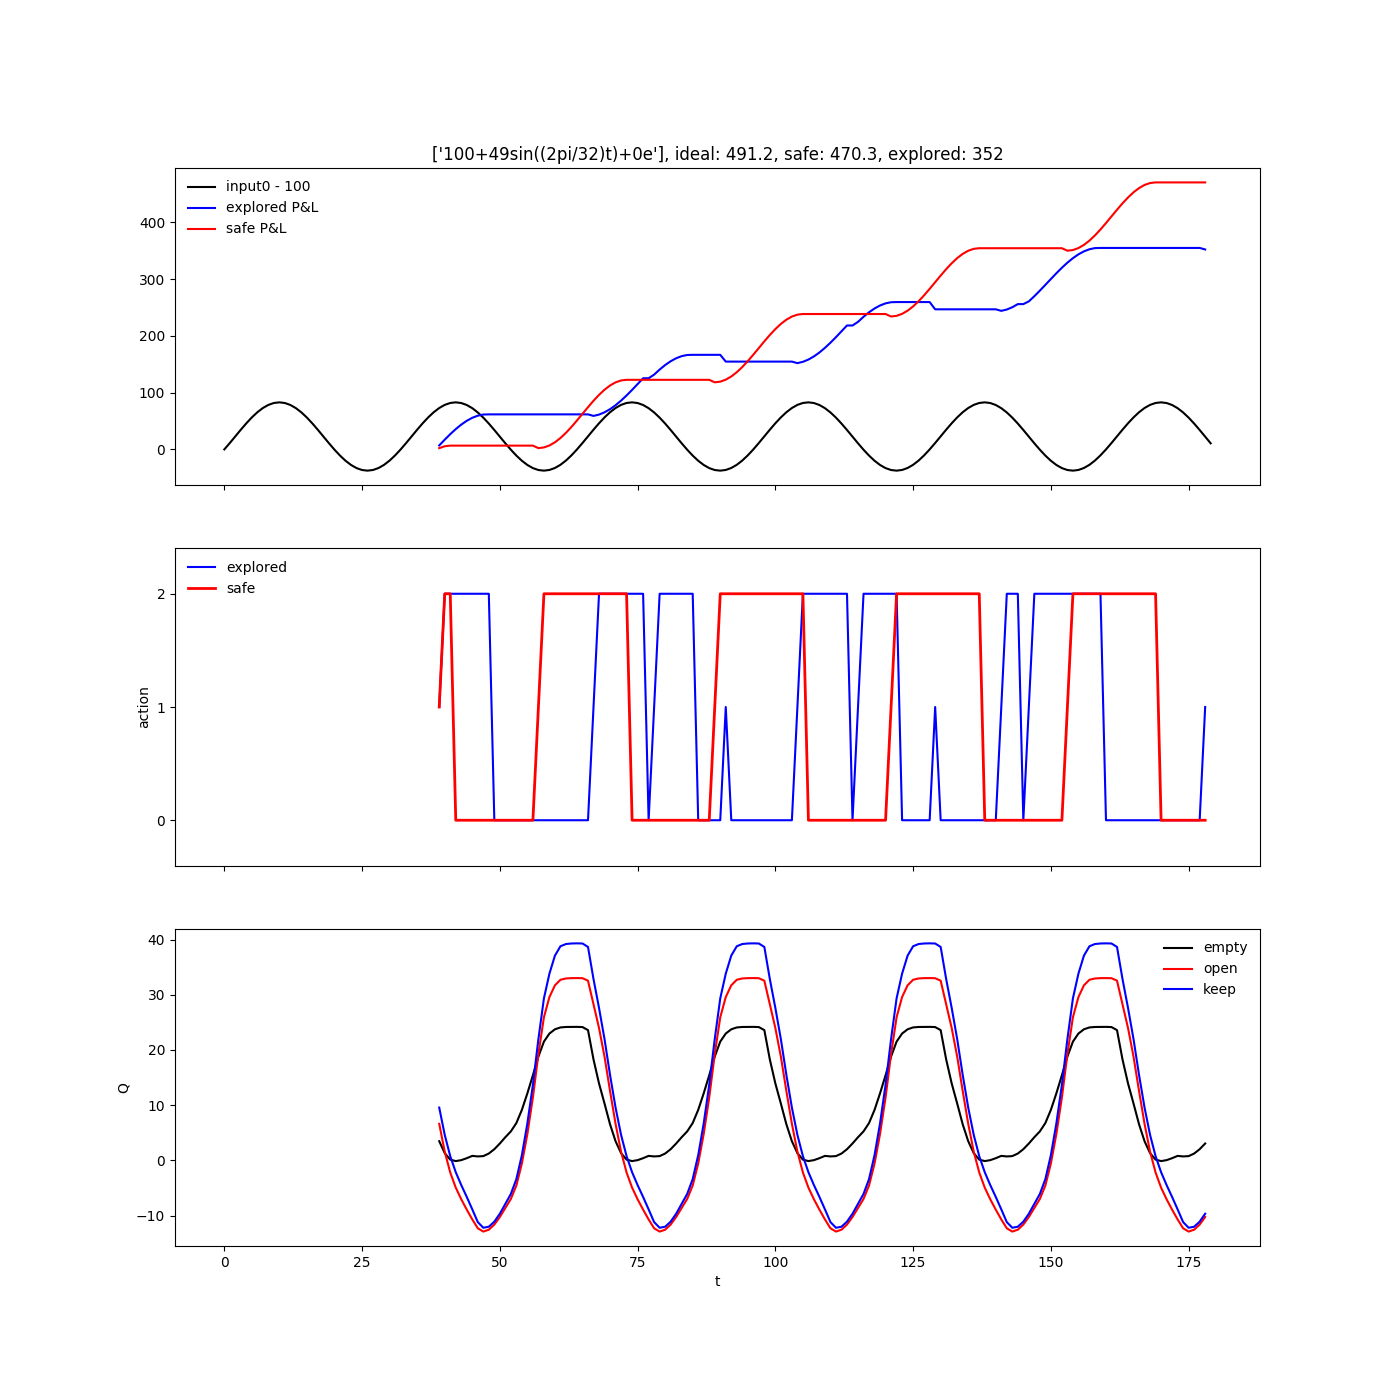 ['100+49sin((2pi/32)t)+0e'], ideal: 491.2, safe: 470.3, explored: 352
input0 - 100
explored P&L
safe P&L
400
300
200
100
0
explored
safe
2
1
0
action
empty
open
keep
40
30
20
10
0
−10
Q
0 25 50 75 100 125 150 175
t